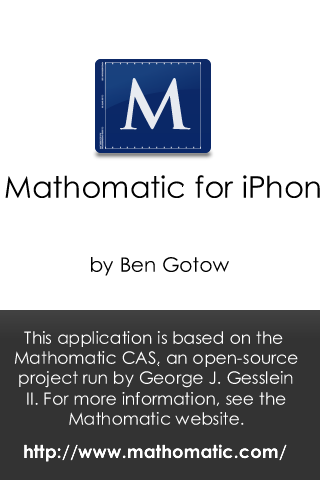 M
Mathomatic for iPhon
by Ben Gotow
This application is based on the
Mathomatic CAS, an open-source
project run by George J. Gesslein
II. For more information, see the
Mathomatic website.
http://www.mathomatic.com/